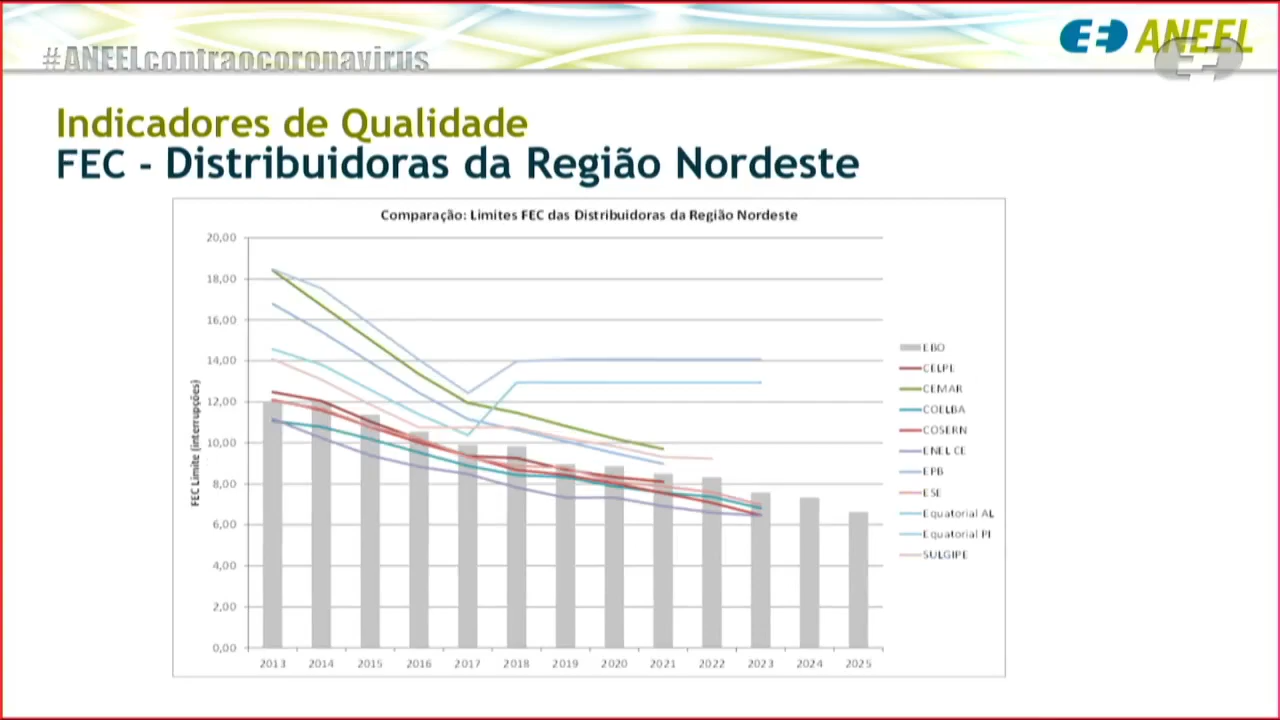 #ANEELcontraocoronavirus
ANEEL
Indicadores de Qualidade
FEC - Distribuidoras da Região Nordeste
Comparação: Limites FEC das Distribuidoras da Região Nordeste
FEC Limite (interrupções)
20,00
18,00
16,00
14,00
12,00
10,00
8,00
6,00
4,00
2,00
0,00
2013 2014 2015 2016 2017 2018 2019 2020 2021 2022 2023 2024 2025
EBO
CELPE
CEMAR
COELBA
COSERN
ENEL CE
EPB
ESE
Equatorial AL
Equatorial PI
SULGIPE